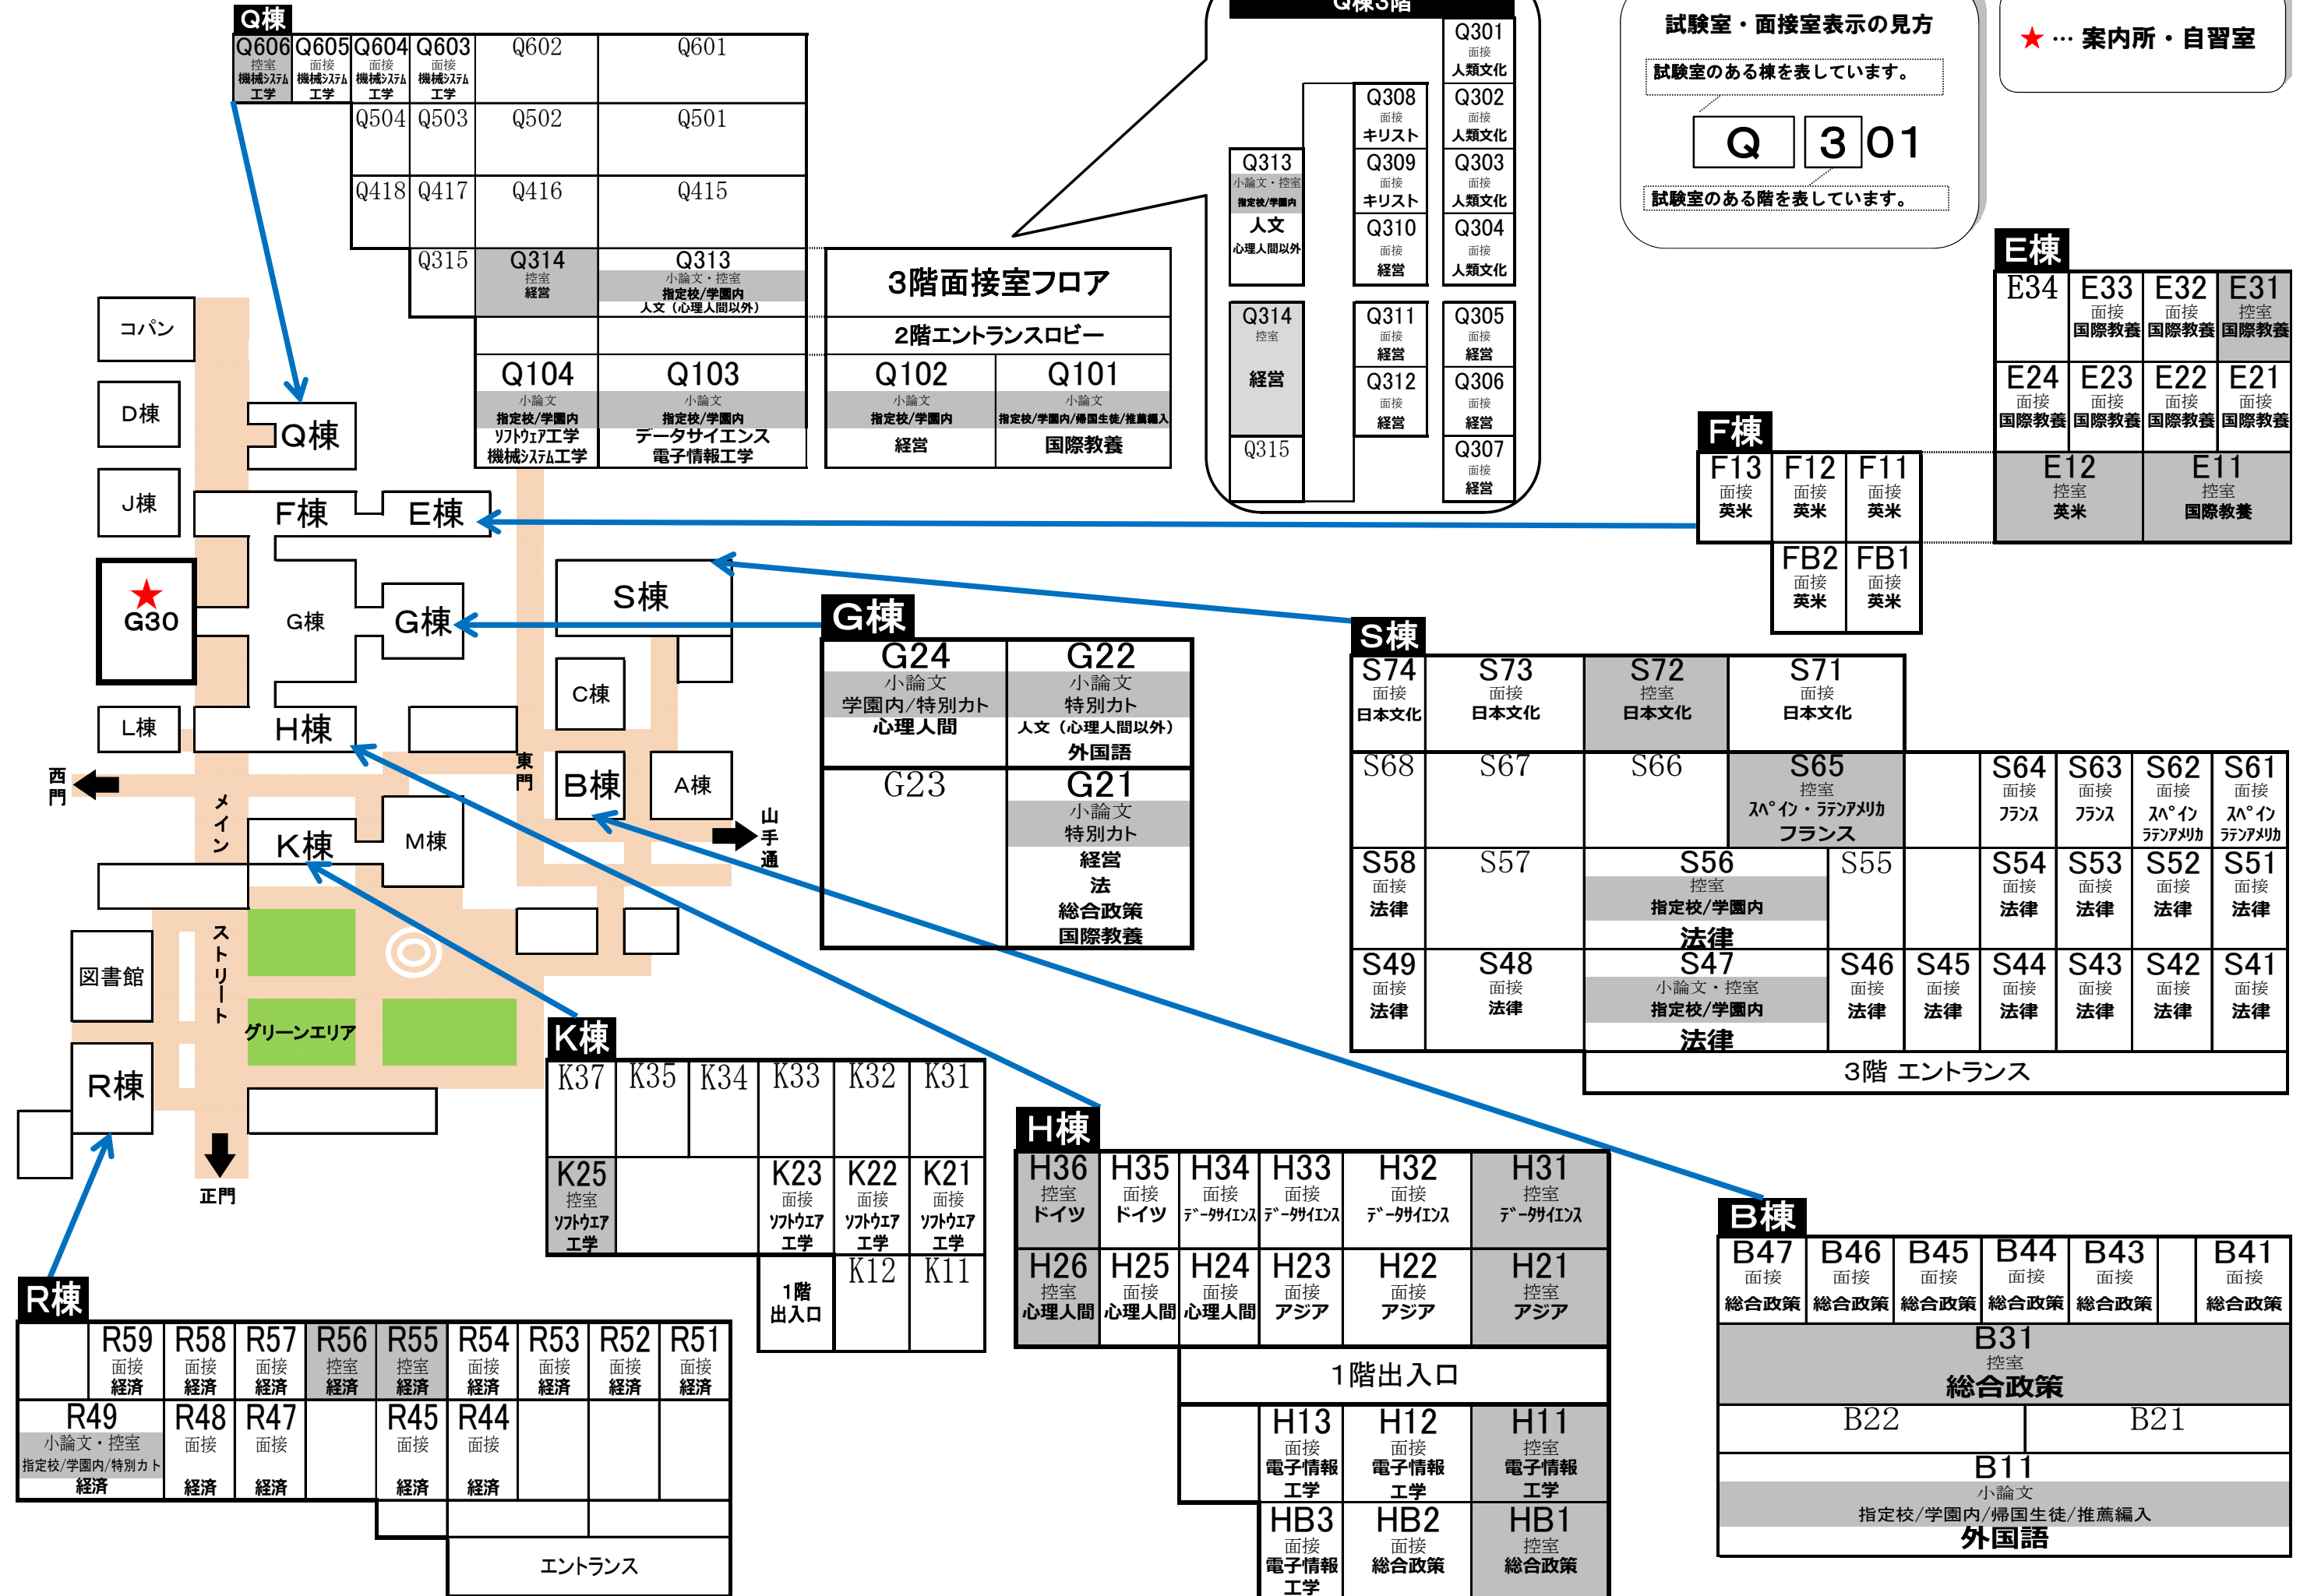 Q棟
Q606 Q605 Q604 Q603 Q602 Q601
控室 面接 面接 面接
機械システム 機械システム 機械システム 機械システム
工学 工学 工学 工学
Q504 Q503 Q502 Q501
Q418 Q417 Q416 Q415
Q315 Q314 Q313
控室 小論文・控室
経営 指定校/学園内
人文（心理人間以外）
3階面接室フロア
2階エントランスロビー
Q104 Q103 Q102 Q101
小論文 小論文 小論文 小論文
指定校/学園内 指定校/学園内 指定校/学園内 指定校/学園内/帰国生徒/推薦編入
ソフトウェア工学 データサイエンス 経営 国際教養
機械システム工学 電子情報工学
Q棟3階
Q301
面接
人類文化
Q308 Q302
面接 面接
キリスト 人類文化
Q313 Q309 Q303
小論文・控室 面接 面接
指定校/学園内 キリスト 人類文化
人文 Q310 Q304
心理人間以外 面接 面接
経営 人類文化
Q314 Q311 Q305
控室 面接 面接
経営 経営 経営
Q312 Q306
面接 面接
経営 経営
Q315 Q307
面接
経営
試験室・面接室表示の見方
試験室のある棟を表しています。
Q 3 01
試験室のある階を表しています。
★ … 案内所・自習室
E棟
E34 E33 E32 E31
面接 面接 控室
国際教養 国際教養 国際教養
E24 E23 E22 E21
面接 面接 面接 面接
国際教養 国際教養 国際教養 国際教養
E12 E11
控室 控室
英米 国際教養
F棟
F13 F12 F11
面接 面接 面接
英米 英米 英米
FB2 FB1
面接 面接
英米 英米
コパン
D棟
Q棟
J棟
F棟 E棟
★
G30
G棟
G棟
S棟
C棟
L棟
H棟
東門
西門
B棟
A棟
メインストリート
K棟
M棟
山手通
図書館
グリーンエリア
R棟
正門
G棟
G24 G22
小論文 小論文
学園内/特別カト 特別カト
心理人間 人文（心理人間以外）
外国語
G23 G21
小論文
特別カト
経営
法
総合政策
国際教養
S棟
S74 S73 S72 S71
面接 面接 控室 面接
日本文化 日本文化 日本文化 日本文化
S68 S67 S66 S65 S64 S63 S62 S61
控室 面接 面接 面接 面接
スペイン・ラテンアメリカ フランス フランス スペイン スペイン
フランス ラテンアメリカ ラテンアメリカ
S58 S57 S56 S55 S54 S53 S52 S51
面接 控室 面接 面接 面接 面接
法律 指定校/学園内 法律 法律 法律 法律
法律
S49 S48 S47 S46 S45 S44 S43 S42 S41
面接 面接 小論文・控室 面接 面接 面接 面接 面接 面接
法律 法律 指定校/学園内 法律 法律 法律 法律 法律 法律
法律
3階 エントランス
K棟
K37 K35 K34 K33 K32 K31
K25 K23 K22 K21
控室 面接 面接 面接
ソフトウエア ソフトウエア ソフトウエア ソフトウエア
工学 工学 工学 工学
1階 K12 K11
出入口
H棟
H36 H35 H34 H33 H32 H31
控室 面接 面接 面接 面接 控室
ドイツ ドイツ データサイエンス データサイエンス データサイエンス データサイエンス
H26 H25 H24 H23 H22 H21
控室 面接 面接 面接 面接 控室
心理人間 心理人間 心理人間 アジア アジア アジア
1階出入口
H13 H12 H11
面接 面接 控室
電子情報 電子情報 電子情報
工学 工学 工学
HB3 HB2 HB1
面接 面接 控室
電子情報 総合政策 総合政策
工学
B棟
B47 B46 B45 B44 B43 B41
面接 面接 面接 面接 面接 面接
総合政策 総合政策 総合政策 総合政策 総合政策 総合政策
B31
控室
総合政策
B22 B21
B11
小論文
指定校/学園内/帰国生徒/推薦編入
外国語
R棟
R59 R58 R57 R56 R55 R54 R53 R52 R51
面接 面接 面接 控室 控室 面接 面接 面接 面接
経済 経済 経済 経済 経済 経済 経済 経済 経済
R49 R48 R47 R45 R44
小論文・控室 面接 面接 面接 面接
指定校/学園内/特別カト
経済 経済 経済 経済 経済
エントランス